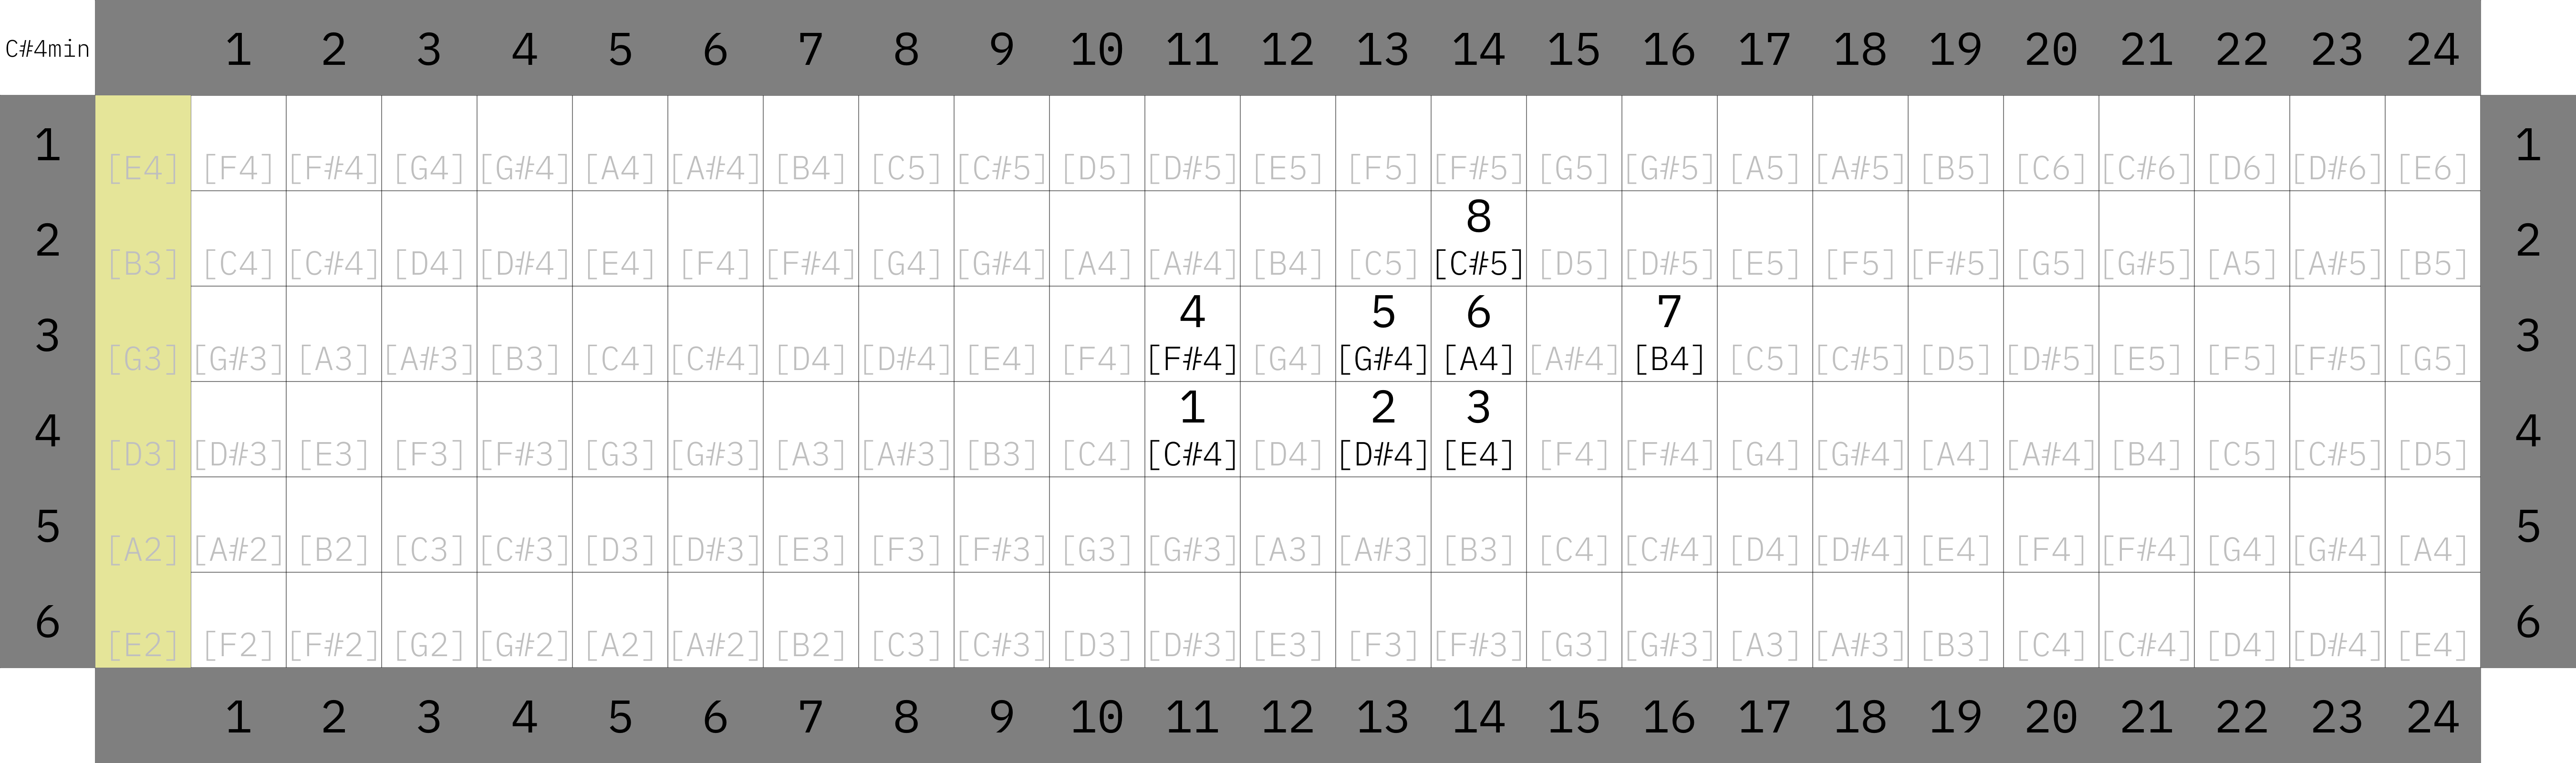 C#4min 1 2 3 4 5 6 7 8 9 10 11 12 13 14 15 16 17 18 19 20 21 22 23 24
1 [E4] [F4] [F#4] [G4] [G#4] [A4] [A#4] [B4] [C5] [C#5] [D5] [D#5] [E5] [F5] [F#5] [G5] [G#5] [A5] [A#5] [B5] [C6] [C#6] [D6] [D#6] [E6] 1
8
2 [B3] [C4] [C#4] [D4] [D#4] [E4] [F4] [F#4] [G4] [G#4] [A4] [A#4] [B4] [C5] [C#5] [D5] [D#5] [E5] [F5] [F#5] [G5] [G#5] [A5] [A#5] [B5] 2
4 5 6 7
3 [G3] [G#3] [A3] [A#3] [B3] [C4] [C#4] [D4] [D#4] [E4] [F4] [F#4] [G4] [G#4] [A4] [A#4] [B4] [C5] [C#5] [D5] [D#5] [E5] [F5] [F#5] [G5] 3
1 2 3
4 [D3] [D#3] [E3] [F3] [F#3] [G3] [G#3] [A3] [A#3] [B3] [C4] [C#4] [D4] [D#4] [E4] [F4] [F#4] [G4] [G#4] [A4] [A#4] [B4] [C5] [C#5] [D5] 4
5 [A2] [A#2] [B2] [C3] [C#3] [D3] [D#3] [E3] [F3] [F#3] [G3] [G#3] [A3] [A#3] [B3] [C4] [C#4] [D4] [D#4] [E4] [F4] [F#4] [G4] [G#4] [A4] 5
6 [E2] [F2] [F#2] [G2] [G#2] [A2] [A#2] [B2] [C3] [C#3] [D3] [D#3] [E3] [F3] [F#3] [G3] [G#3] [A3] [A#3] [B3] [C4] [C#4] [D4] [D#4] [E4] 6
1 2 3 4 5 6 7 8 9 10 11 12 13 14 15 16 17 18 19 20 21 22 23 24